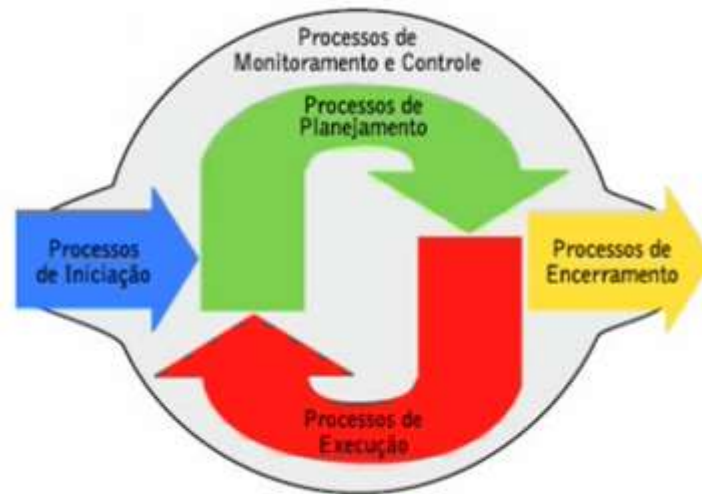 Processos de
Monitoramento e Controle
Processos de
Planejamento
Processos
de Iniciação
Processos de
Encerramento
Processos de
Execução